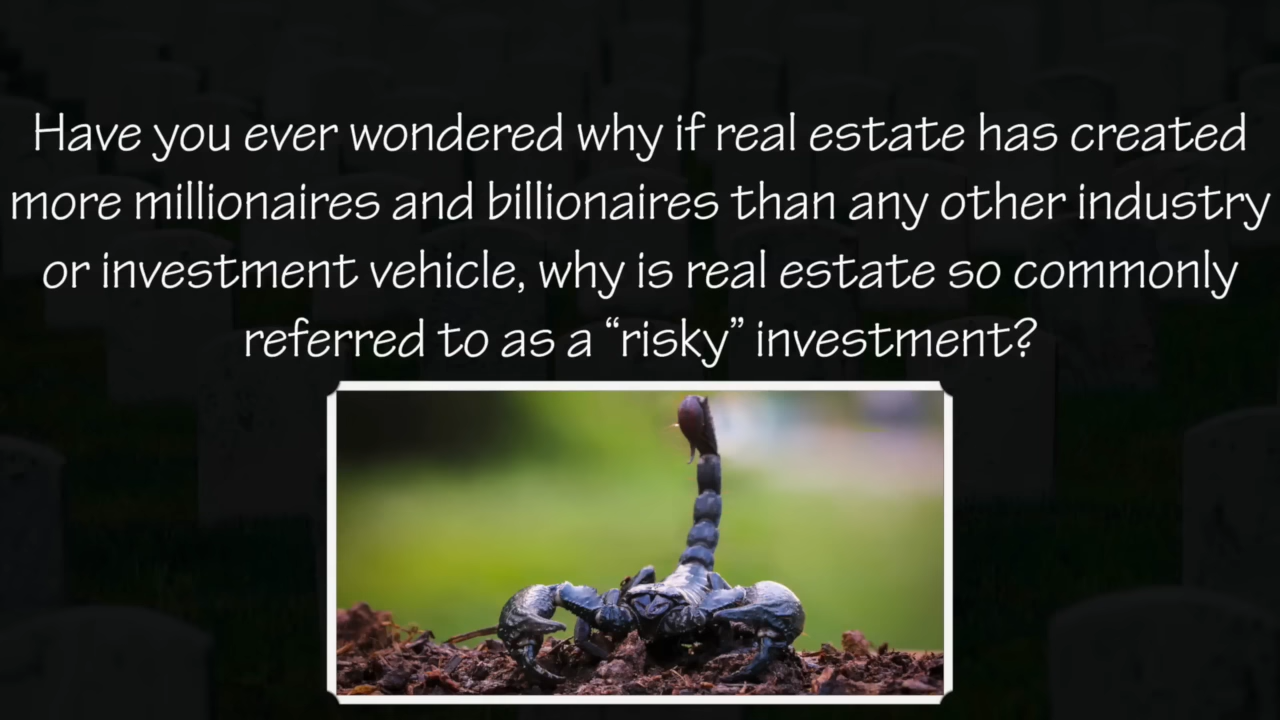 Have you ever wondered why if real estate has created
more millionaires and billionaires than any other industry
or investment vehicle, why is real estate so commonly
referred to as a “risky” investment?